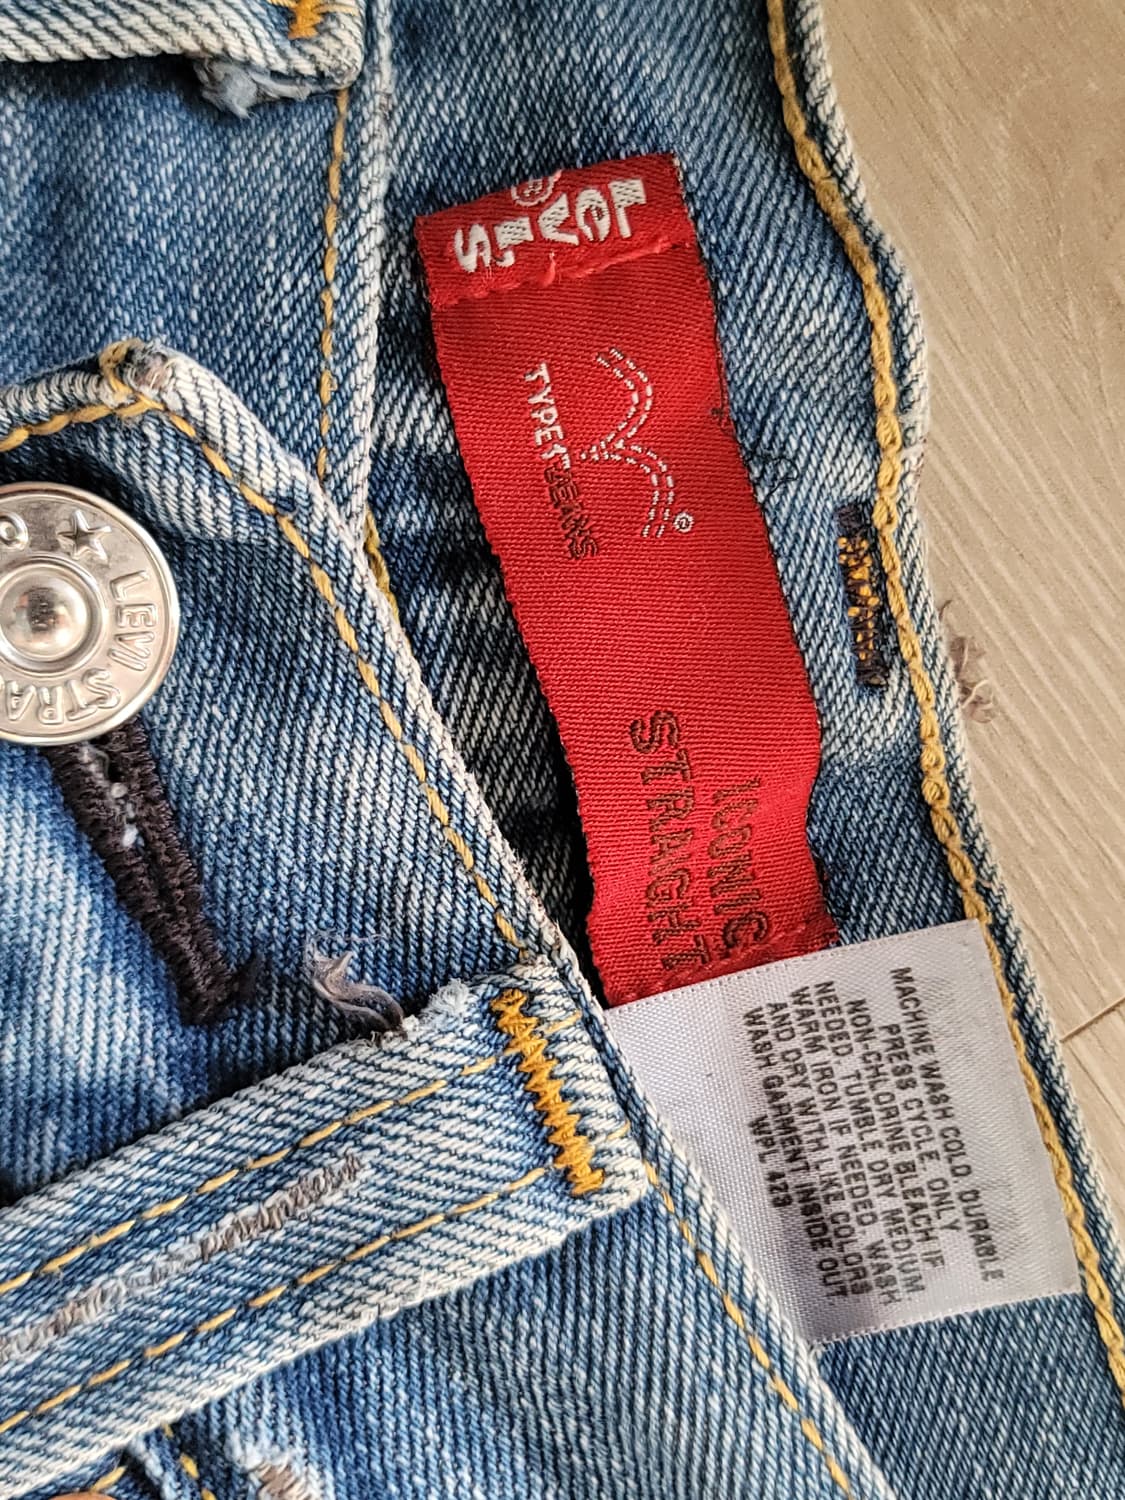 Levi's
®
TYPE 1 JEANS
®
ICONIC
STRAIGHT
LEVI STRA
MACHINE WASH COLD DURABLE
PRESS CYCLE. ONLY
NON-CHLORINE BLEACH IF
NEEDED. TUMBLE DRY MEDIUM
WARM IRON IF NEEDED. WASH
AND DRY WITH LIKE COLORS
WASH GARMENT INSIDE OUT.
WPL 423